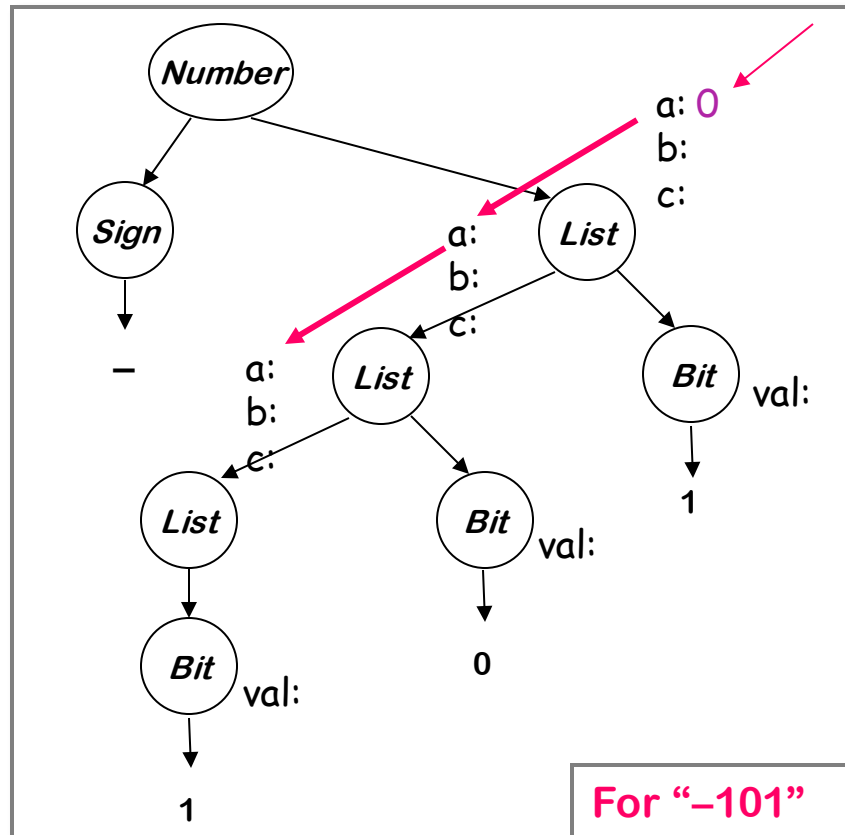 Number
a: 0
b:
c:
Sign
a:
b:
c:
List
–
a:
b:
c:
List
Bit
val:
List
Bit
val:
1
Bit
val:
0
1
For “–101”